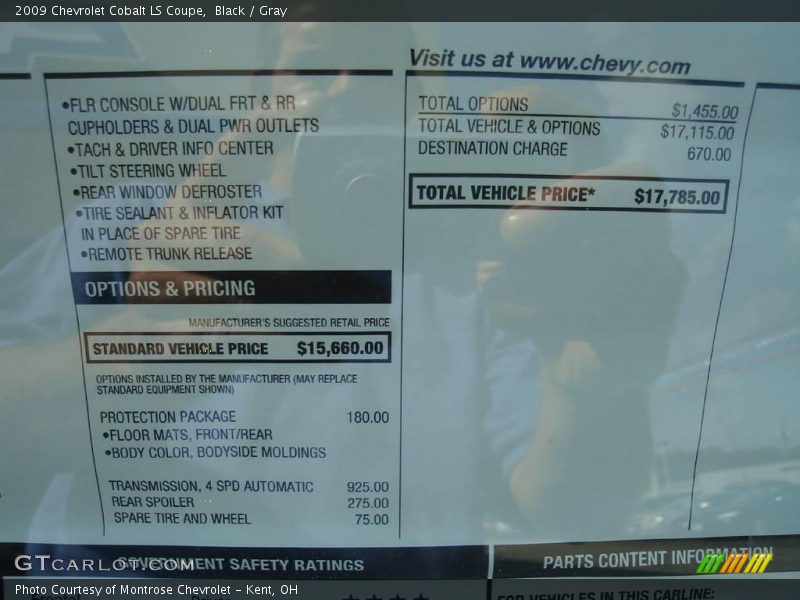 2009 Chevrolet Cobalt LS Coupe, Black / Gray
Visit us at www.chevy.com
•FLR CONSOLE W/DUAL FRT & RR
CUPHOLDERS & DUAL PWR OUTLETS
•TACH & DRIVER INFO CENTER
•TILT STEERING WHEEL
•REAR WINDOW DEFROSTER
•TIRE SEALANT & INFLATOR KIT
IN PLACE OF SPARE TIRE
•REMOTE TRUNK RELEASE
OPTIONS & PRICING
MANUFACTURER'S SUGGESTED RETAIL PRICE
STANDARD VEHICLE PRICE $15,660.00
OPTIONS INSTALLED BY THE MANUFACTURER (MAY REPLACE
STANDARD EQUIPMENT SHOWN)
PROTECTION PACKAGE 180.00
•FLOOR MATS, FRONT/REAR
•BODY COLOR, BODYSIDE MOLDINGS
TRANSMISSION, 4 SPD AUTOMATIC 925.00
REAR SPOILER 275.00
SPARE TIRE AND WHEEL 75.00
TOTAL OPTIONS $1,455.00
TOTAL VEHICLE & OPTIONS $17,115.00
DESTINATION CHARGE 670.00
TOTAL VEHICLE PRICE* $17,785.00
GOVERNMENT SAFETY RATINGS
PARTS CONTENT INFORMATION
GTCARLOT.COM
FOR VEHICLES IN THIS CARLINE:
Photo Courtesy of Montrose Chevrolet - Kent, OH